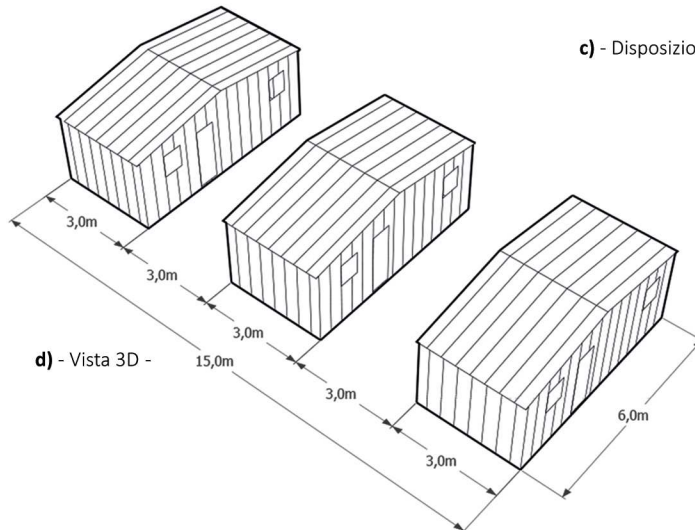 c) - Disposizio
3,0m
3,0m
3,0m
d) - Vista 3D -
15,0m
3,0m
6,0m
3,0m